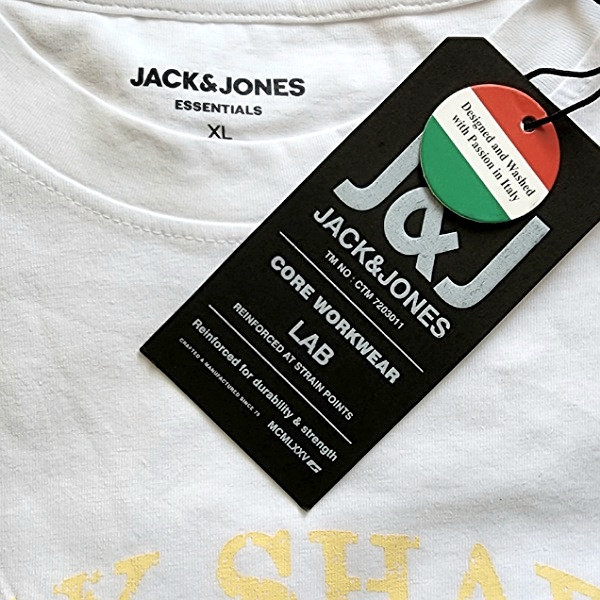 JACK&JONES
ESSENTIALS
XL
Designed and Washed
with Passion in Italy
J&J
JACK&JONES
TM NO : CTM 7203011
CORE WORKWEAR
LAB
REINFORCED AT STRAIN POINTS
Reinforced for durability & strength
CRAFTED & MANUFACTURED SINCE 75
MCMLXXV